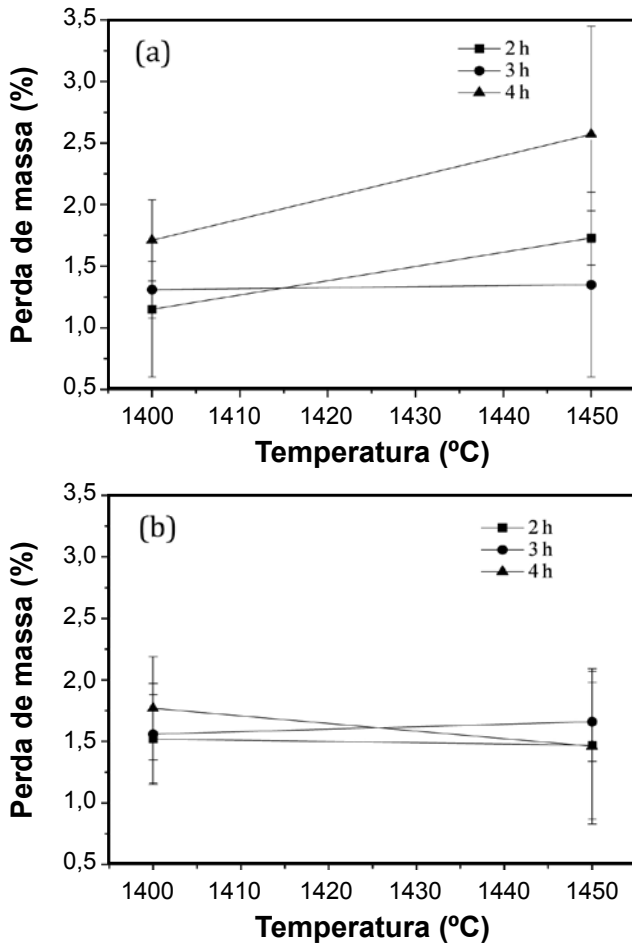 3,5
(a)
2 h
3 h
4 h
3,0
2,5
2,0
1,5
1,0
0,5
Perda de massa (%)
1400 1410 1420 1430 1440 1450
Temperatura (ºC)
3,5
(b)
2 h
3 h
4 h
3,0
2,5
2,0
1,5
1,0
0,5
Perda de massa (%)
1400 1410 1420 1430 1440 1450
Temperatura (ºC)